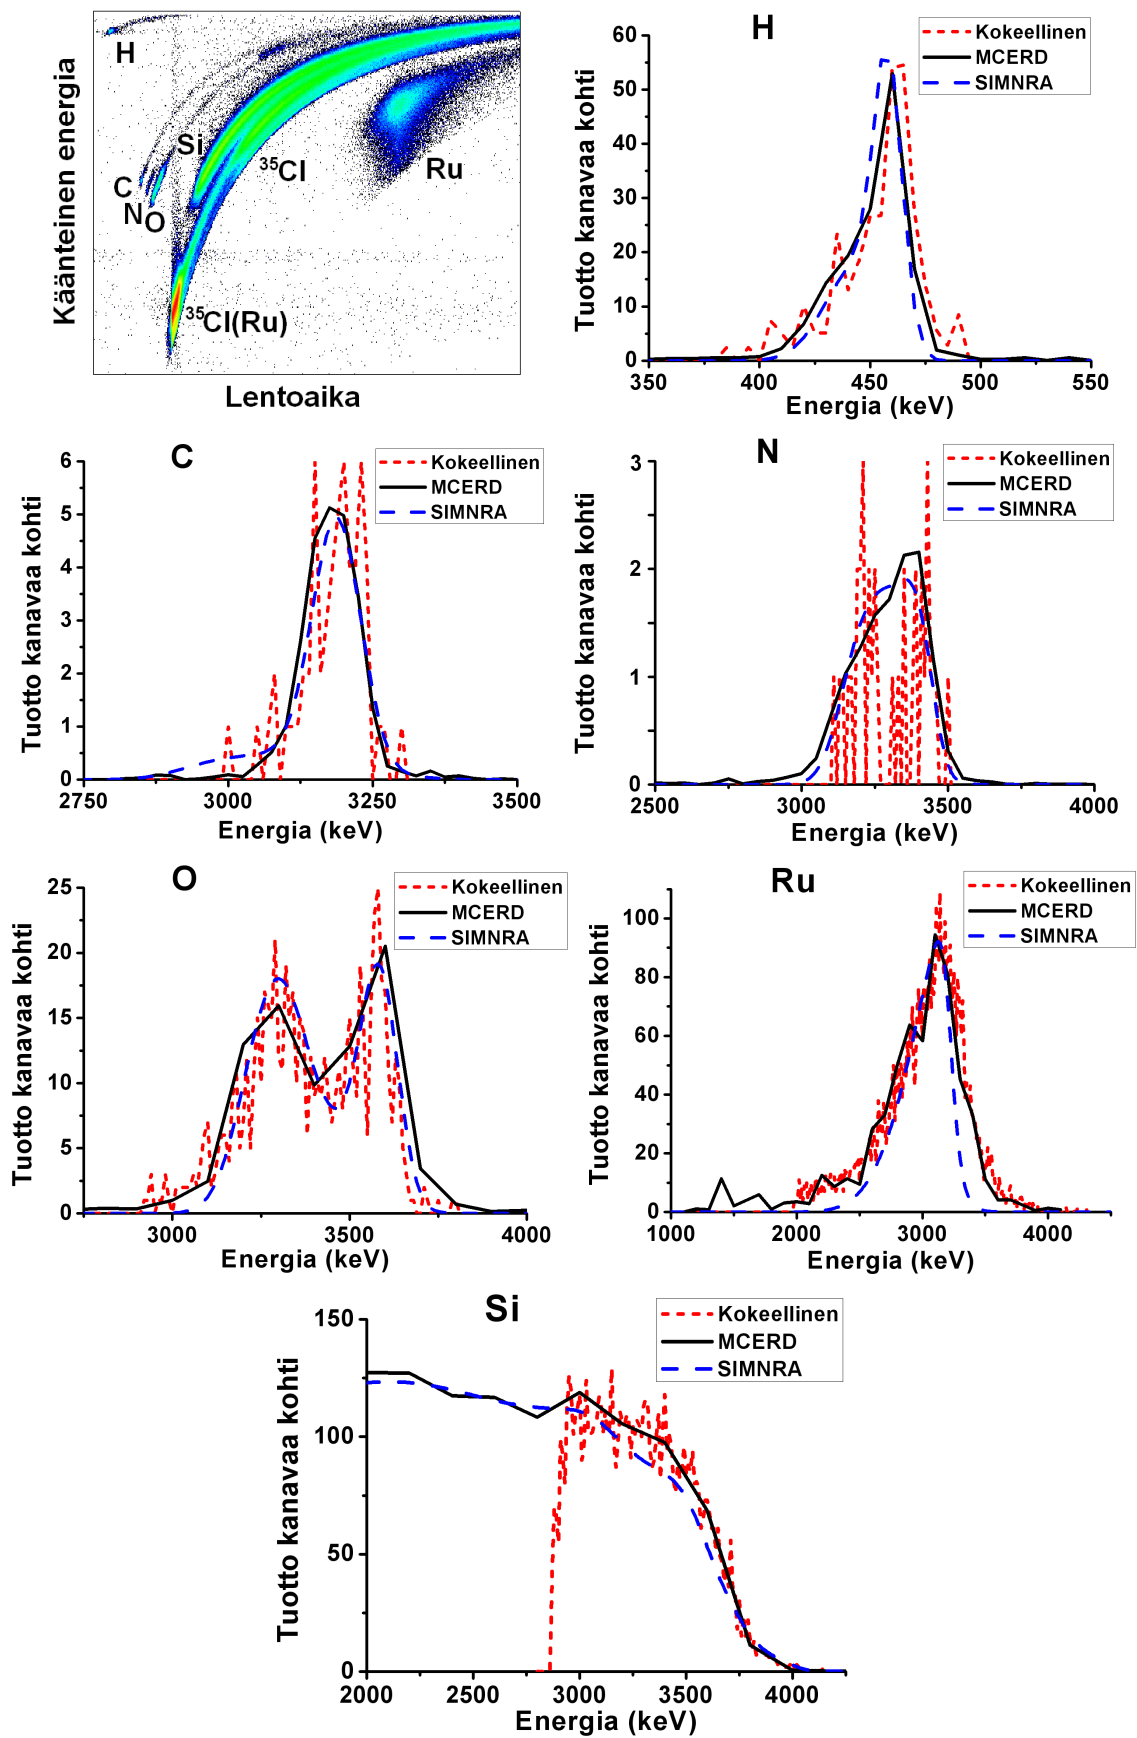 Käänteinen energia
H
Si
C
N
O
35Cl
Ru
35Cl(Ru)
Lentoaika
H
Kokeellinen
MCERD
SIMNRA
Tuotto kanavaa kohti
60
50
40
30
20
10
0
350 400 450 500 550
Energia (keV)
C
Kokeellinen
MCERD
SIMNRA
Tuotto kanavaa kohti
6
5
4
3
2
1
0
2750 3000 3250 3500
Energia (keV)
N
Kokeellinen
MCERD
SIMNRA
Tuotto kanavaa kohti
3
2
1
0
2500 3000 3500 4000
Energia (keV)
O
Kokeellinen
MCERD
SIMNRA
Tuotto kanavaa kohti
25
20
15
10
5
0
3000 3500 4000
Energia (keV)
Ru
Kokeellinen
MCERD
SIMNRA
Tuotto kanavaa kohti
100
80
60
40
20
0
1000 2000 3000 4000
Energia (keV)
Si
Kokeellinen
MCERD
SIMNRA
Tuotto kanavaa kohti
150
100
50
0
2000 2500 3000 3500 4000
Energia (keV)